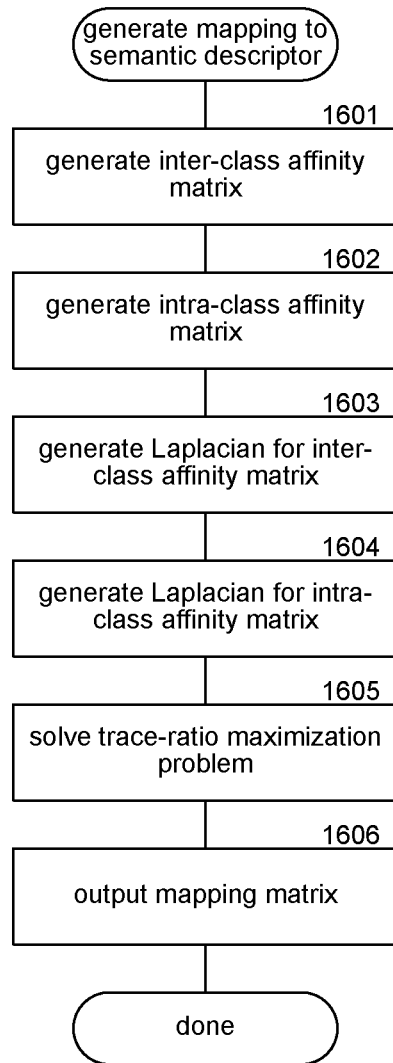 generate mapping to
semantic descriptor
1601
generate inter-class affinity
matrix
1602
generate intra-class affinity
matrix
1603
generate Laplacian for inter-
class affinity matrix
1604
generate Laplacian for intra-
class affinity matrix
1605
solve trace-ratio maximization
problem
1606
output mapping matrix
done